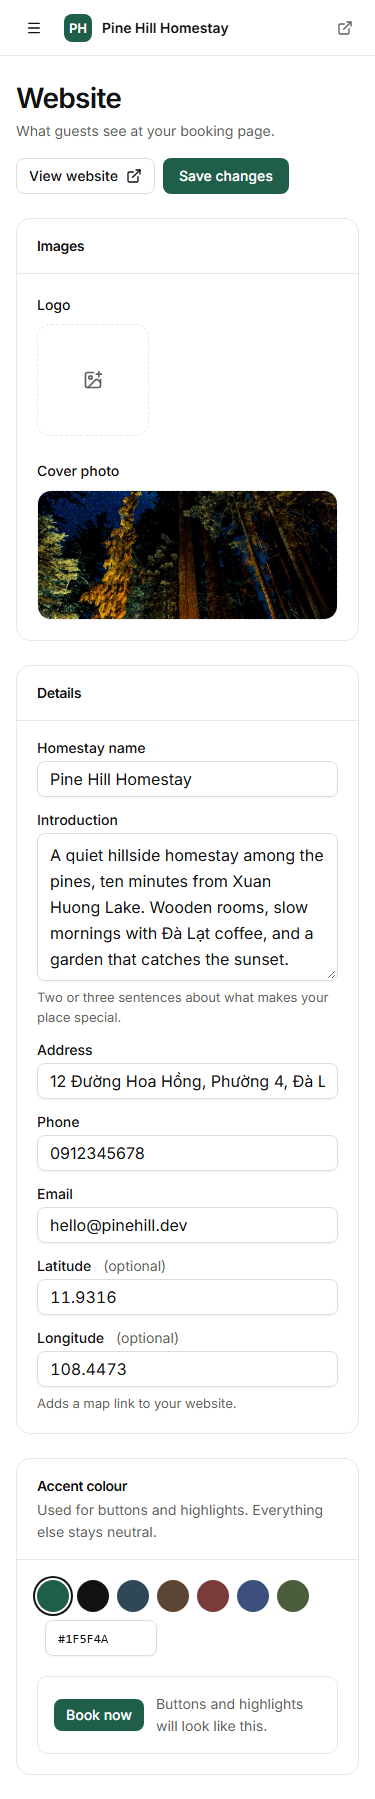 PH Pine Hill Homestay
Website
What guests see at your booking page.
View website
Save changes
Images
Logo
Cover photo
Details
Homestay name
Pine Hill Homestay
Introduction
A quiet hillside homestay among the
pines, ten minutes from Xuan
Huong Lake. Wooden rooms, slow
mornings with Đà Lạt coffee, and a
garden that catches the sunset.
Two or three sentences about what makes your
place special.
Address
12 Đường Hoa Hồng, Phường 4, Đà L
Phone
0912345678
Email
hello@pinehill.dev
Latitude (optional)
11.9316
Longitude (optional)
108.4473
Adds a map link to your website.
Accent colour
Used for buttons and highlights. Everything
else stays neutral.
#1F5F4A
Book now
Buttons and highlights
will look like this.